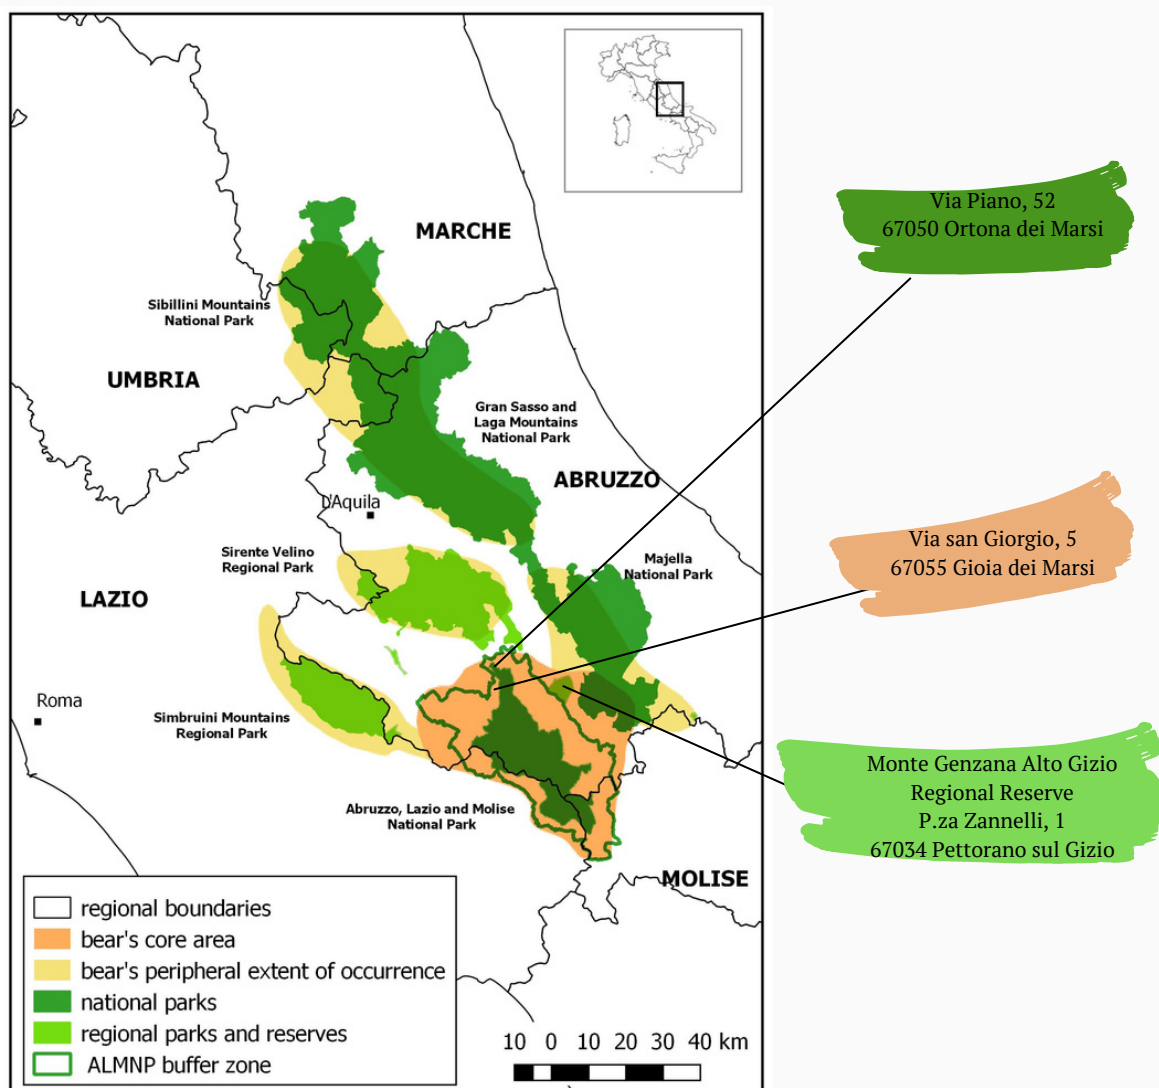 MARCHE
Sibillini Mountains
National Park
UMBRIA
Gran Sasso and
Laga Mountains
National Park
ABRUZZO
L'Aquila
Sirente Velino
Regional Park
Majella
National Park
LAZIO
Roma
Simbruini Mountains
Regional Park
Abruzzo, Lazio and Molise
National Park
MOLISE
regional boundaries
bear's core area
bear's peripheral extent of occurrence
national parks
regional parks and reserves
ALMNP buffer zone
10 0 10 20 30 40 km
Via Piano, 52
67050 Ortona dei Marsi
Via san Giorgio, 5
67055 Gioia dei Marsi
Monte Genzana Alto Gizio
Regional Reserve
P.za Zannelli, 1
67034 Pettorano sul Gizio